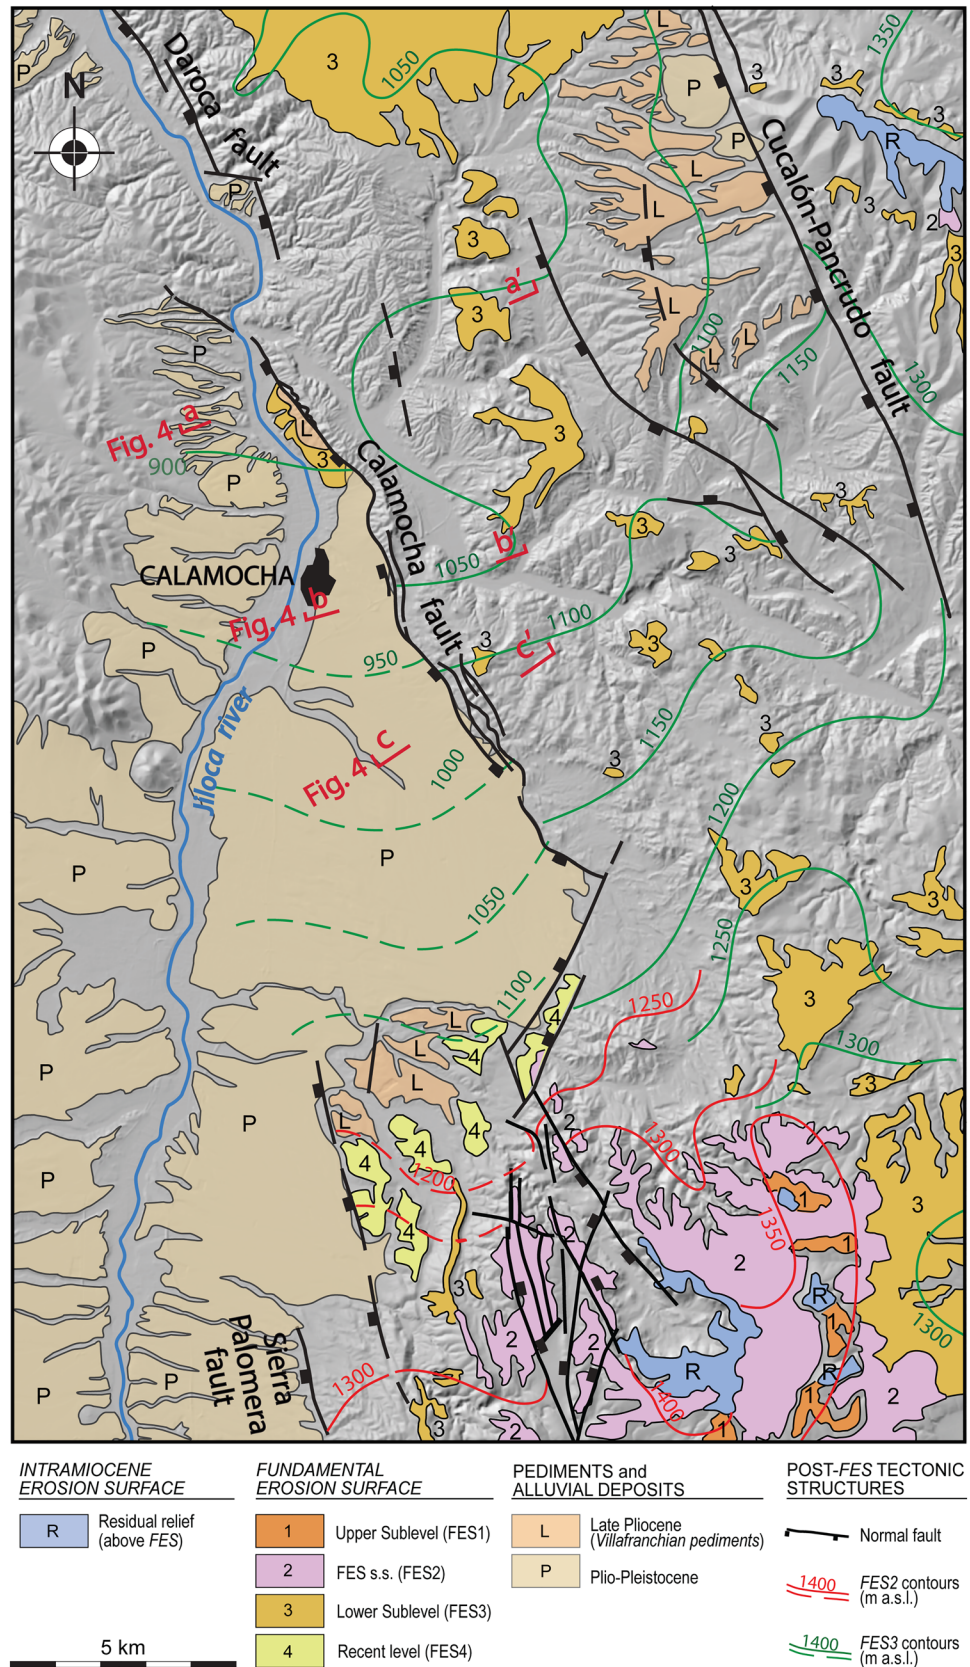 3
1050
L
1350
P
N
Daroca fault
P
3
3
3
P
R
L
P
Cucalón-Pancrudo fault
P
L
3
2
3
3
a'
3
L
1100
L
L
1150
1300
P
a
Fig. 4
L
3
900
3
Calamocha fault
P
3
3
b'
3
1050
CALAMOCHA
b
Fig. 4
1100
c'
3
3
P
950
Jiloca river
c
Fig. 4
1000
1150
3
3
1200
P
P
3
3
1050
1250
1100
1250
3
4
L
4
L
1300
P
L
3
P
L
4
4
2
1300
4
1200
P
4
3
1
1350
2
1
2
3
R
1
1300
Sierra Palomera fault
2
2
R
R
P
P
1300
1400
1
2
3
2
1
INTRAMIOCENE
EROSION SURFACE
R
Residual relief
(above FES)
FUNDAMENTAL
EROSION SURFACE
1
Upper Sublevel (FES1)
2
FES s.s. (FES2)
3
Lower Sublevel (FES3)
4
Recent level (FES4)
PEDIMENTS and
ALLUVIAL DEPOSITS
L
Late Pliocene
(Villafranchian pediments)
P
Plio-Pleistocene
POST-FES TECTONIC
STRUCTURES
Normal fault
1400
FES2 contours
(m a.s.l.)
1400
FES3 contours
(m a.s.l.)
5 km